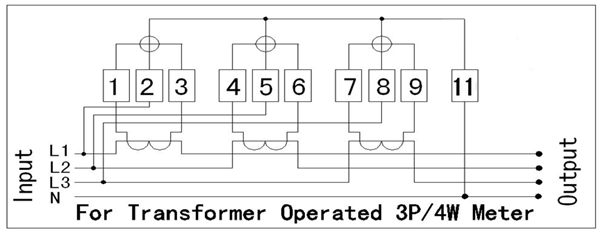 1 2 3 4 5 6 7 8 9 11
Input
L1
L2
L3
N
Output
For Transformer Operated 3P/4W Meter